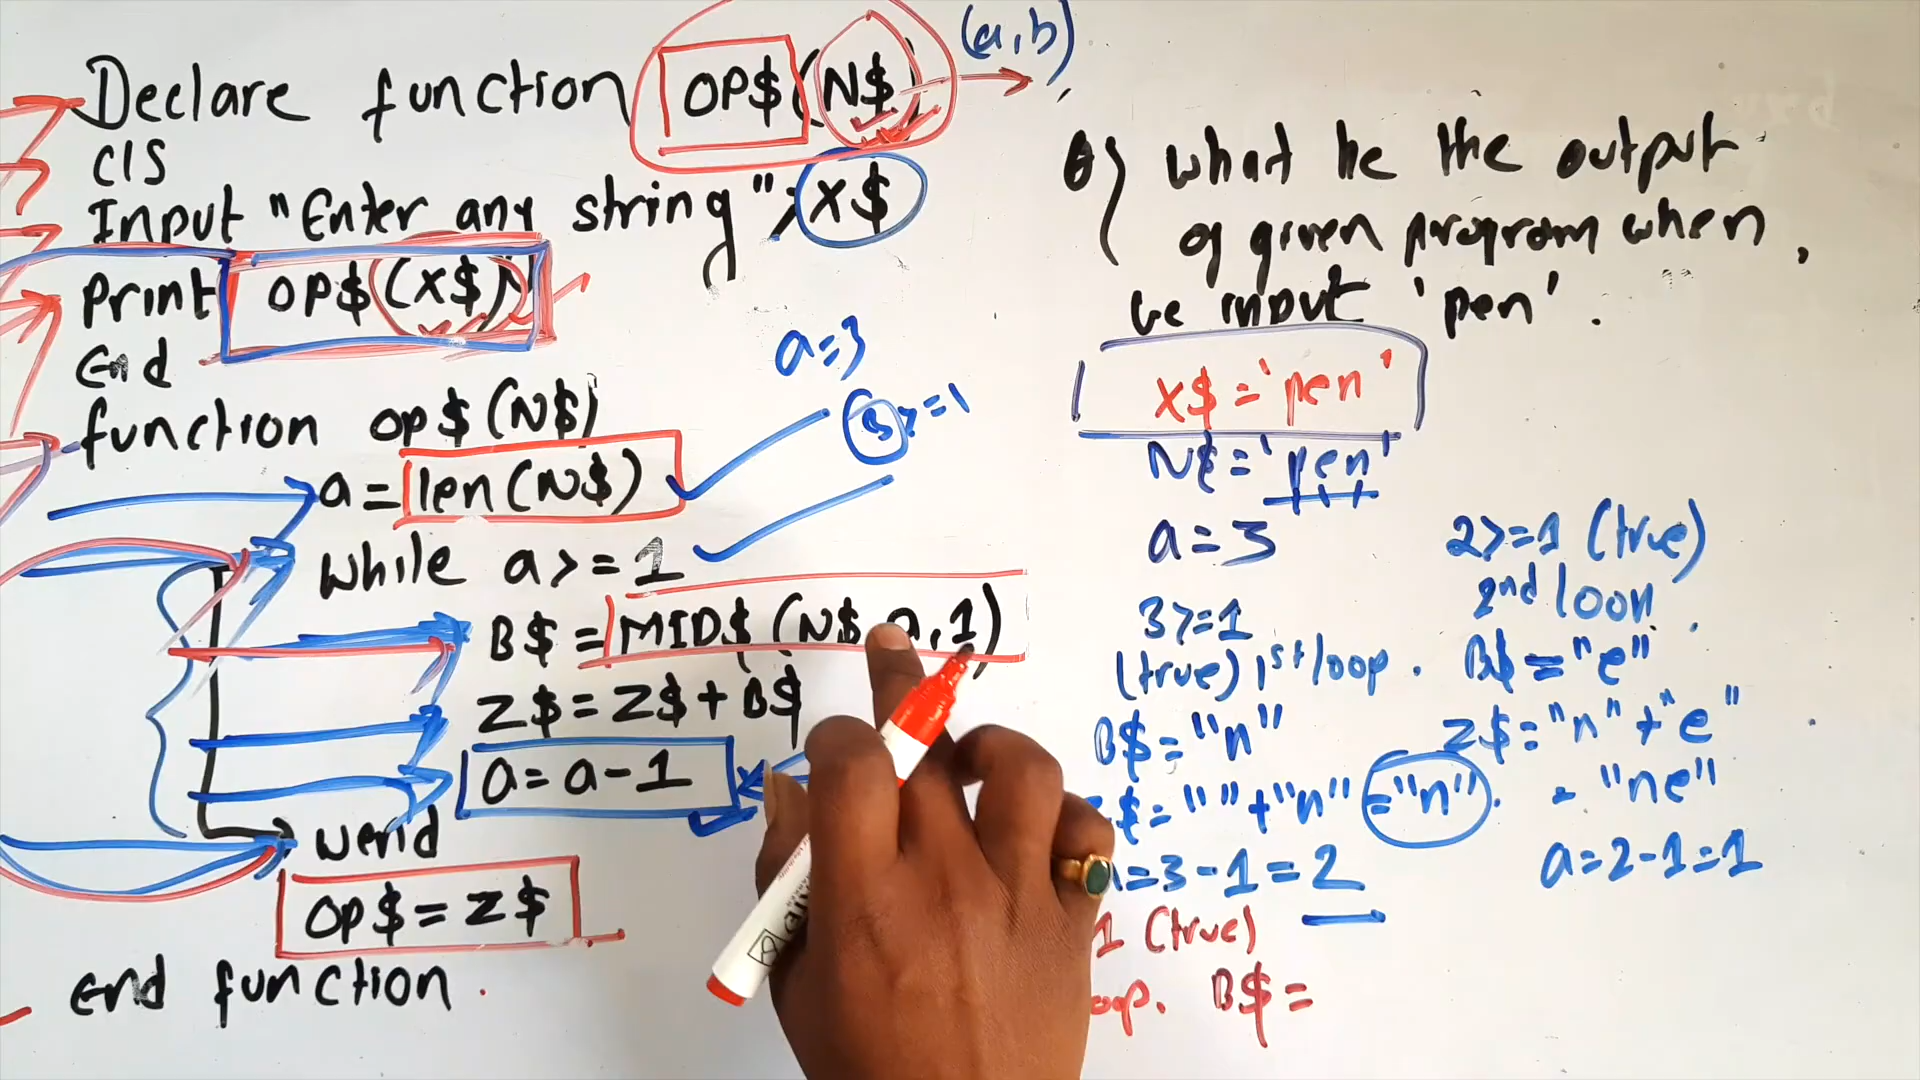 Declare function OP$(N$)
(a,b)
ClS
Input "Enter any string"; X$
Print OP$(X$)
End
function op$(N$)
a=len(N$)
While a>=1
B$ = MID$ (N$, a, 1)
Z$ = Z$ + B$
a = a-1
wend
Op$ = Z$
End function.
a=3
3>=1
Q} what be the output
of given program when,
we input 'pen'.
X$ = 'pen'
N$ = 'pen'
a=3
3>=1
(true) 1st loop.
B$="n"
$= "" + "n" = "n".
=3-1=2
1 (true)
oop. B$=
2>=1 (true)
2nd loop
B$ = "e"
Z$ = "n" + "e"
= "ne"
a=2-1=1